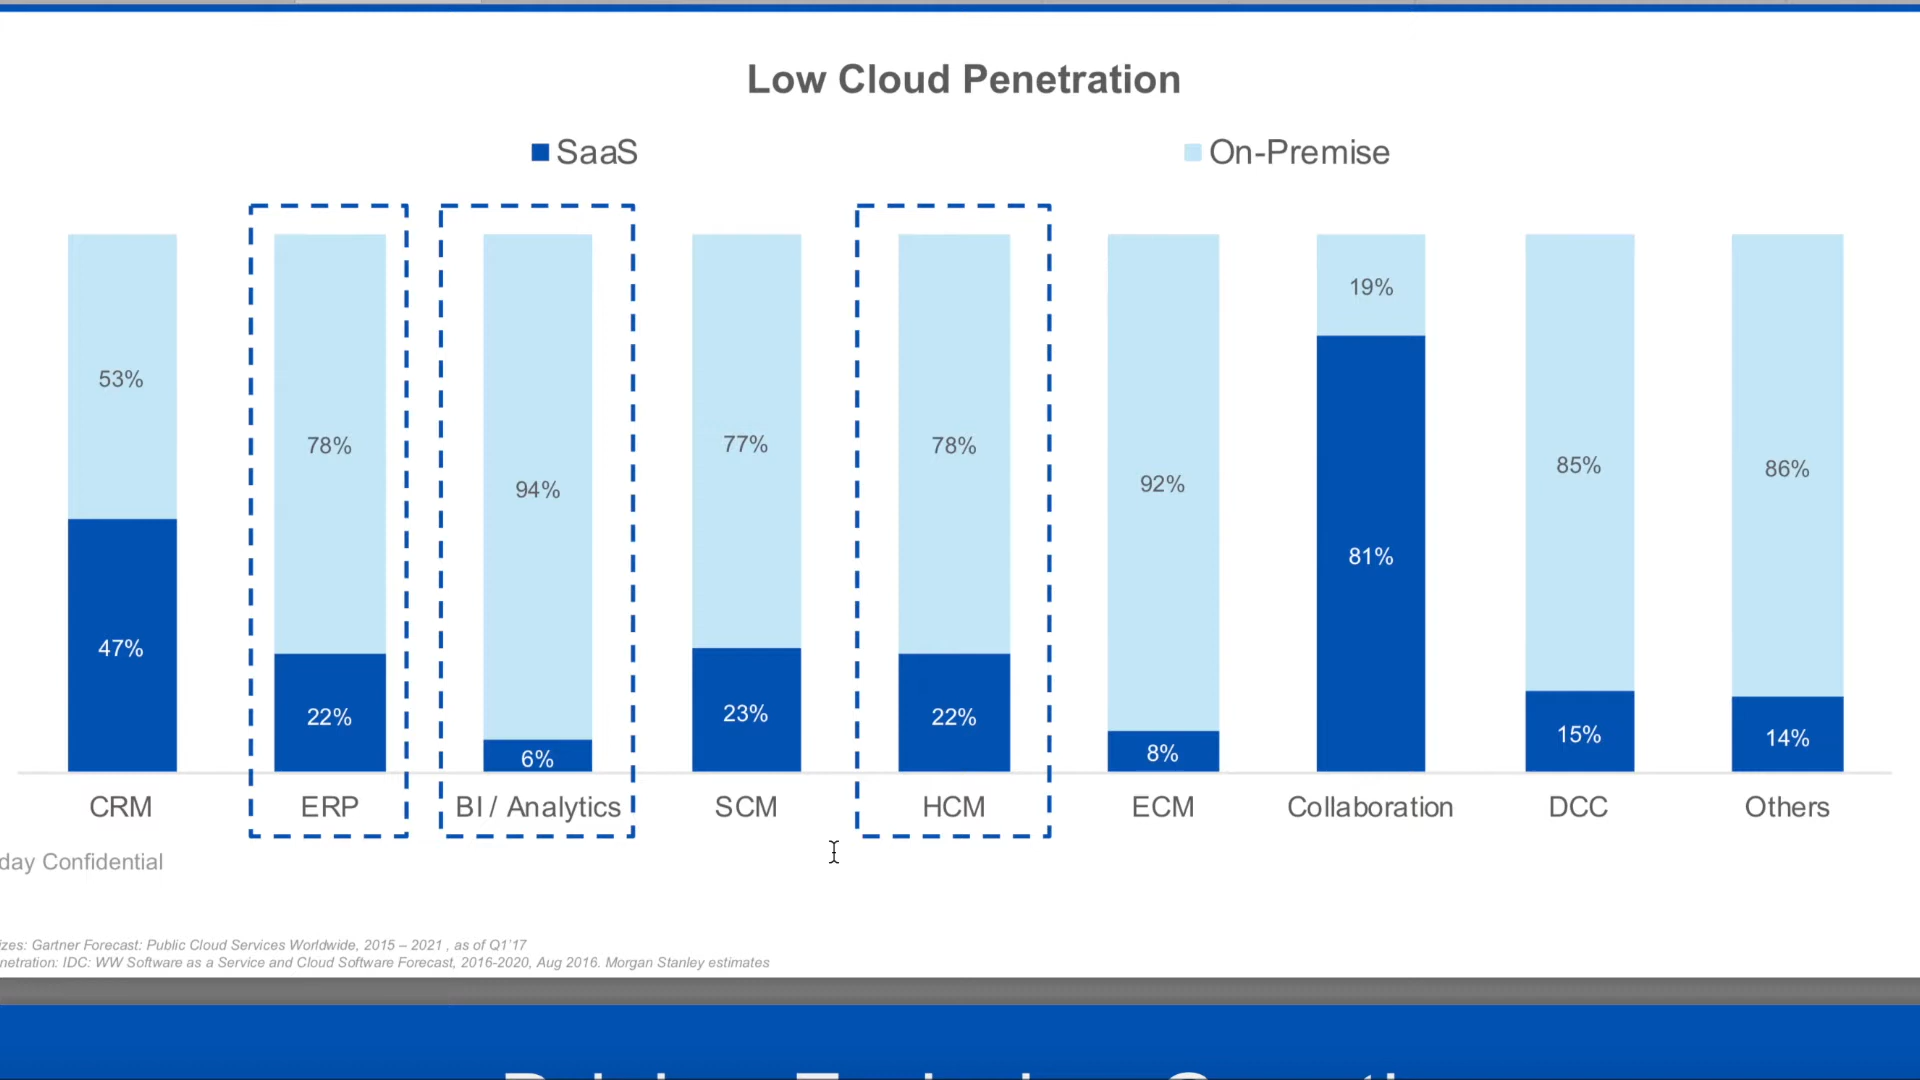 Low Cloud Penetration
SaaS On-Premise
53% 78% 94% 77% 78% 92% 19% 85% 86%
47% 22% 6% 23% 22% 8% 81% 15% 14%
CRM ERP BI / Analytics SCM HCM ECM Collaboration DCC Others
day Confidential
izes: Gartner Forecast: Public Cloud Services Worldwide, 2015 – 2021 , as of Q1'17
netration: IDC: WW Software as a Service and Cloud Software Forecast, 2016-2020, Aug 2016. Morgan Stanley estimates